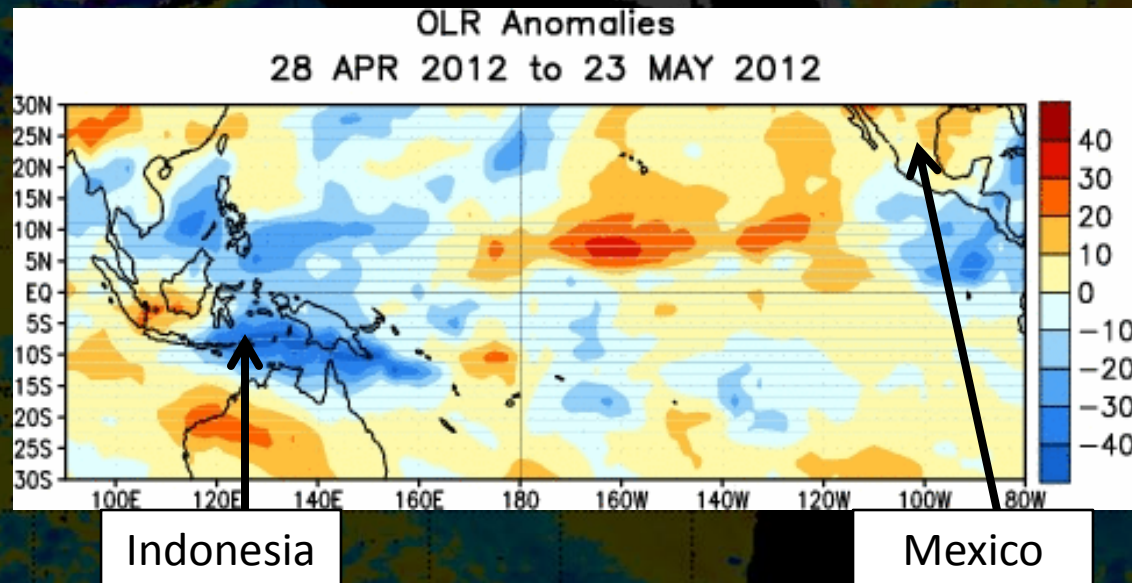 OLR Anomalies
28 APR 2012 to 23 MAY 2012
30N
25N
20N
15N
10N
5N
EQ
5S
10S
15S
20S
25S
30S
100E 120E 140E 160E 180 160W 140W 120W 100W 80W
40
30
20
10
0
-10
-20
-30
-40
Indonesia
Mexico